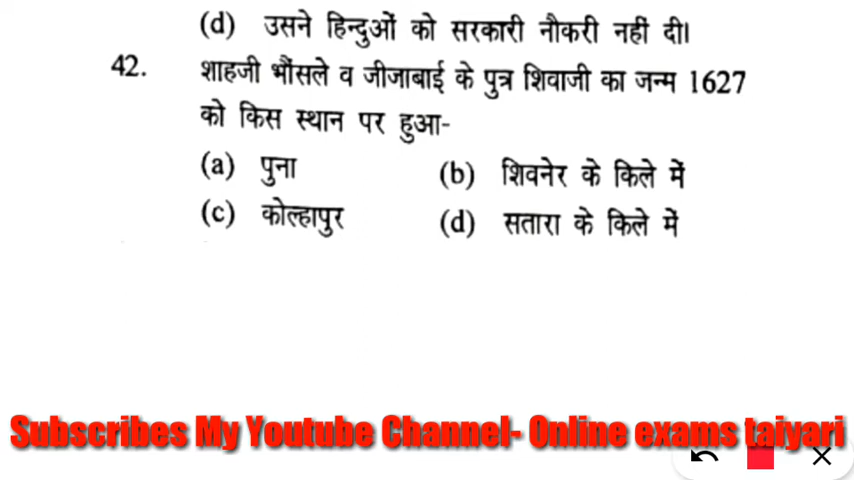 (d) उसने हिन्दुओं को सरकारी नौकरी नहीं दी।
42. शाहजी भौंसले व जीजाबाई के पुत्र शिवाजी का जन्म 1627
को किस स्थान पर हुआ-
(a) पुना (b) शिवनेर के किले में
(c) कोल्हापुर (d) सतारा के किले में
Subscribes My Youtube Channel- Online exams taiyari